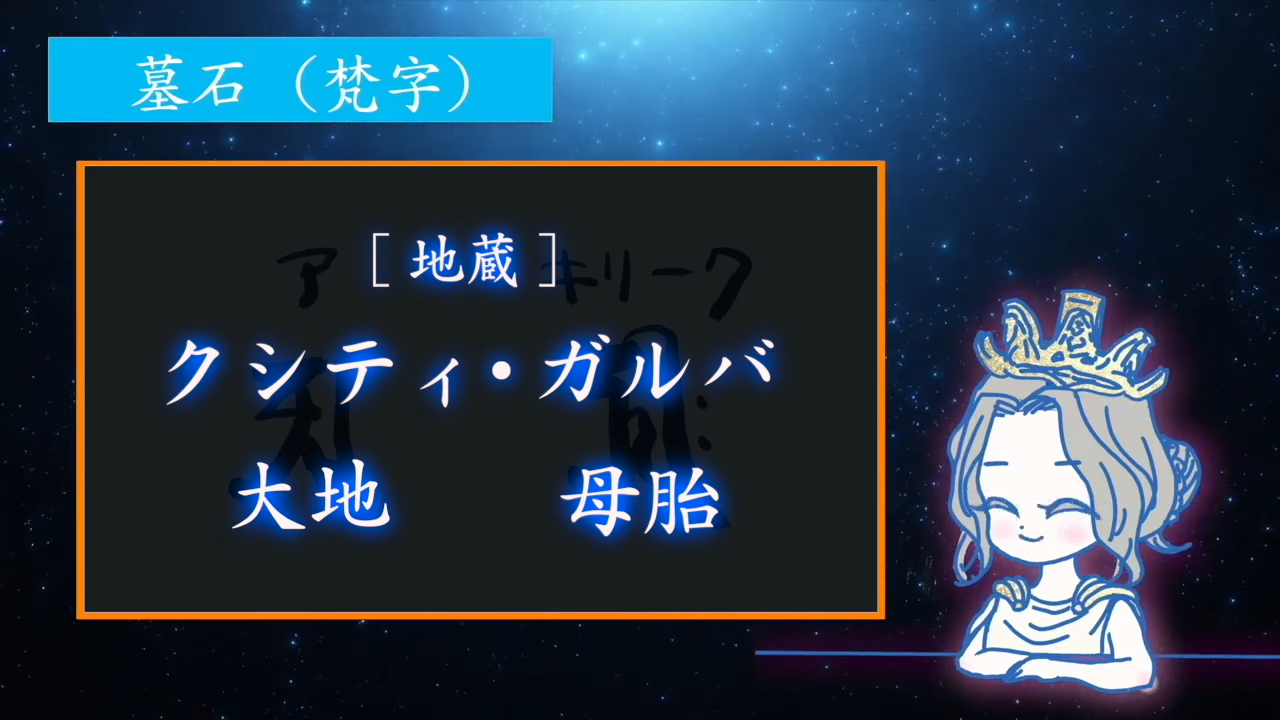 墓石（梵字）
ア キリーク
［地蔵］
クシティ・ガルバ
大地 母胎